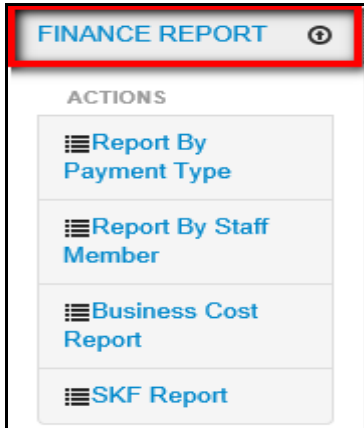 FINANCE REPORT
ACTIONS
Report By
Payment Type
Report By Staff
Member
Business Cost
Report
SKF Report